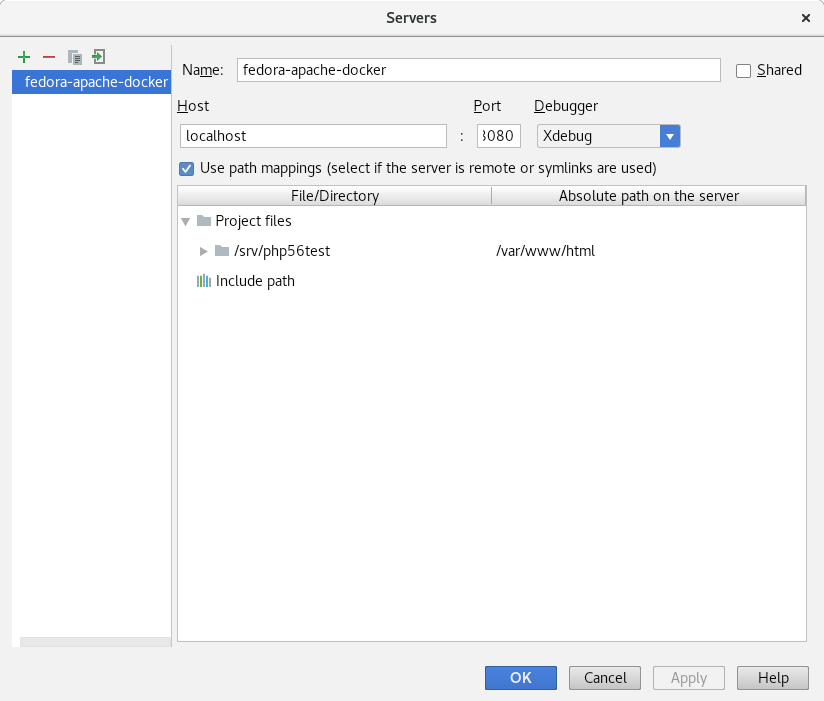 Servers
fedora-apache-docker
Name: fedora-apache-docker Shared
Host Port Debugger
localhost : 8080 Xdebug
Use path mappings (select if the server is remote or symlinks are used)
File/Directory Absolute path on the server
Project files
/srv/php56test /var/www/html
Include path
OK Cancel Apply Help